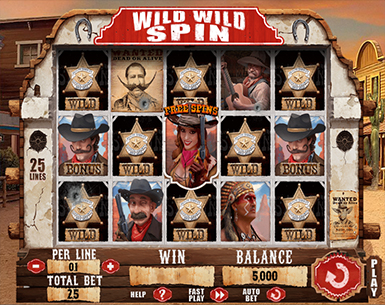 WILD WILD
SPIN
WANTED
DEAD OR ALIVE
WILD
WILD
WILD
FREE SPINS
25
LINES
BONUS
WILD
WILD
BONUS
WANTED
WILD
WILD
WILD
PER LINE
01
TOTAL BET
25
WIN
BALANCE
5,000
HELP
?
FAST
PLAY
AUTO
BET
PLAY